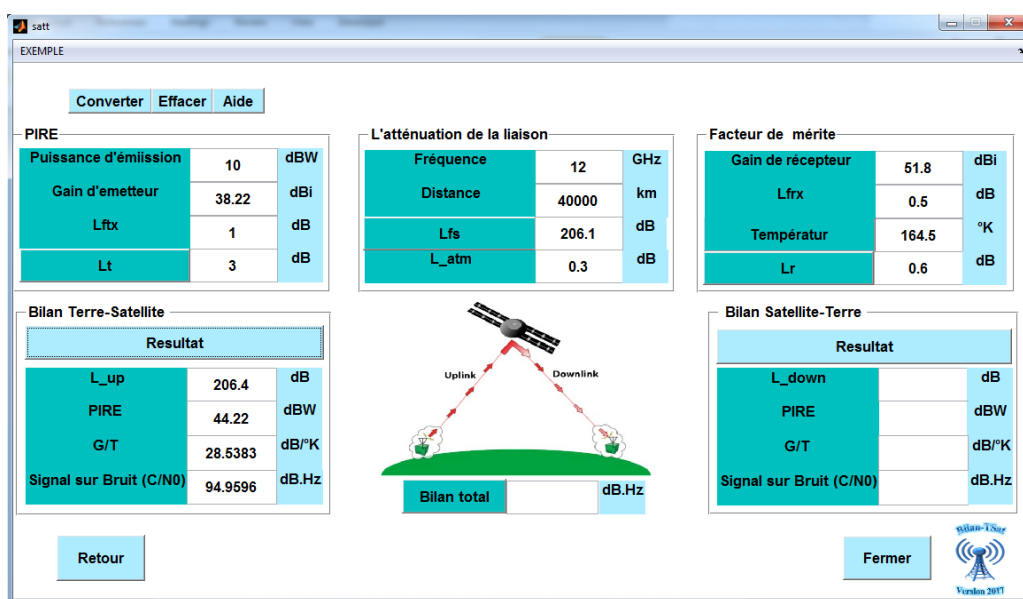 satt
EXEMPLE
Converter Effacer Aide
PIRE
Puissance d'émiission 10 dBW
Gain d'emetteur 38.22 dBi
Lftx 1 dB
Lt 3 dB
L'atténuation de la liaison
Fréquence 12 GHz
Distance 40000 km
Lfs 206.1 dB
L_atm 0.3 dB
Facteur de mérite
Gain de récepteur 51.8 dBi
Lfrx 0.5 dB
Températur 164.5 °K
Lr 0.6 dB
Bilan Terre-Satellite
Resultat
L_up 206.4 dB
PIRE 44.22 dBW
G/T 28.5383 dB/°K
Signal sur Bruit (C/N0) 94.9596 dB.Hz
Uplink Downlink
Bilan total dB.Hz
Bilan Satellite-Terre
Resultat
L_down dB
PIRE dBW
G/T dB/°K
Signal sur Bruit (C/N0) dB.Hz
Retour
Fermer
Bilan-TSat
Version 2017